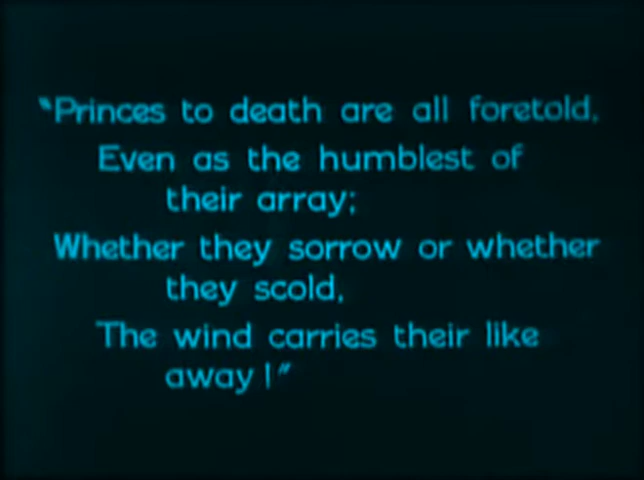 "Princes to death are all foretold,
Even as the humblest of
their array;
Whether they sorrow or whether
they scold,
The wind carries their like
away!"